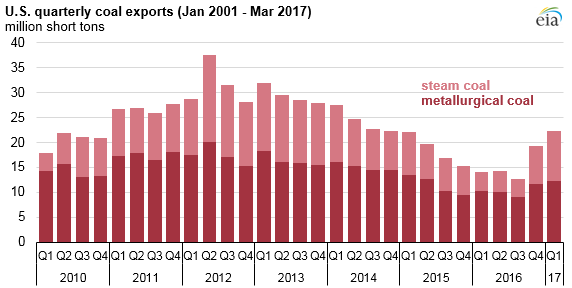 U.S. quarterly coal exports (Jan 2001 - Mar 2017)
million short tons
eia
40
35
30
25
20
15
10
5
0
steam coal
metallurgical coal
Q1 Q2 Q3 Q4 Q1 Q2 Q3 Q4 Q1 Q2 Q3 Q4 Q1 Q2 Q3 Q4 Q1 Q2 Q3 Q4 Q1 Q2 Q3 Q4 Q1 Q2 Q3 Q4 Q1
2010 2011 2012 2013 2014 2015 2016 17